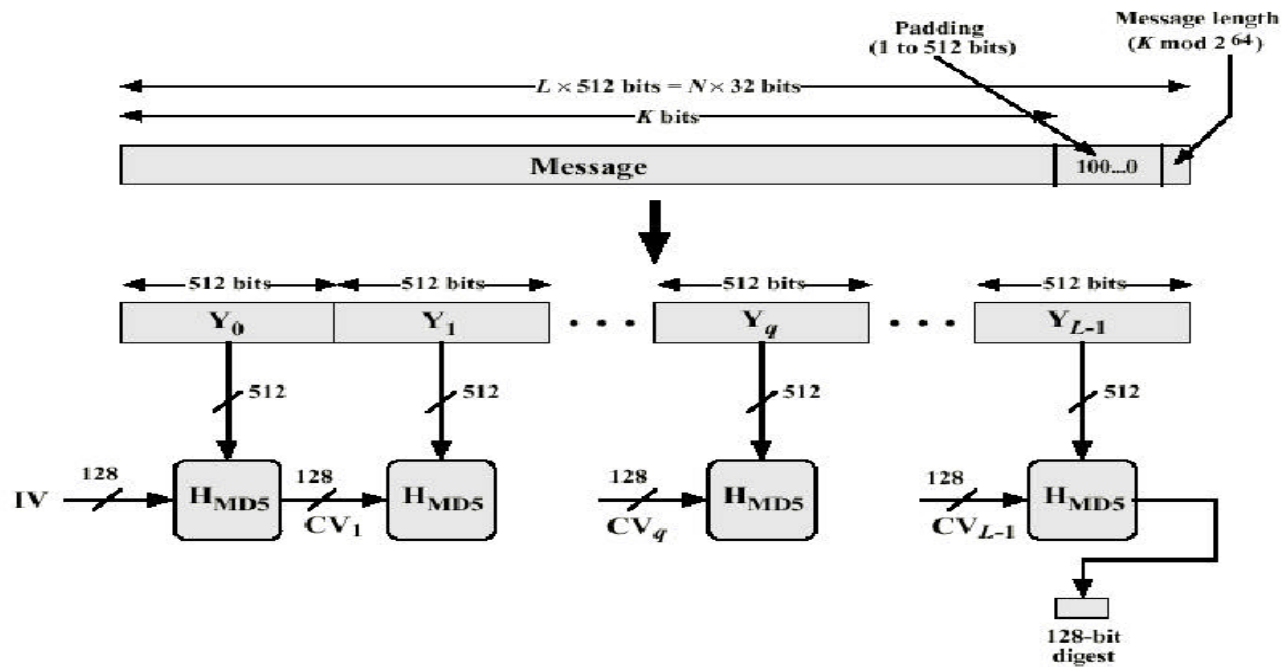 Padding
(1 to 512 bits)
Message length
(K mod 2^64)
L × 512 bits = N × 32 bits
K bits
Message
100...0
512 bits
512 bits
512 bits
512 bits
Y0
Y1
• • •
Yq
• • •
YL-1
512
512
512
512
IV
128
HMD5
128
CV1
HMD5
128
CVq
HMD5
128
CVL-1
HMD5
128-bit
digest